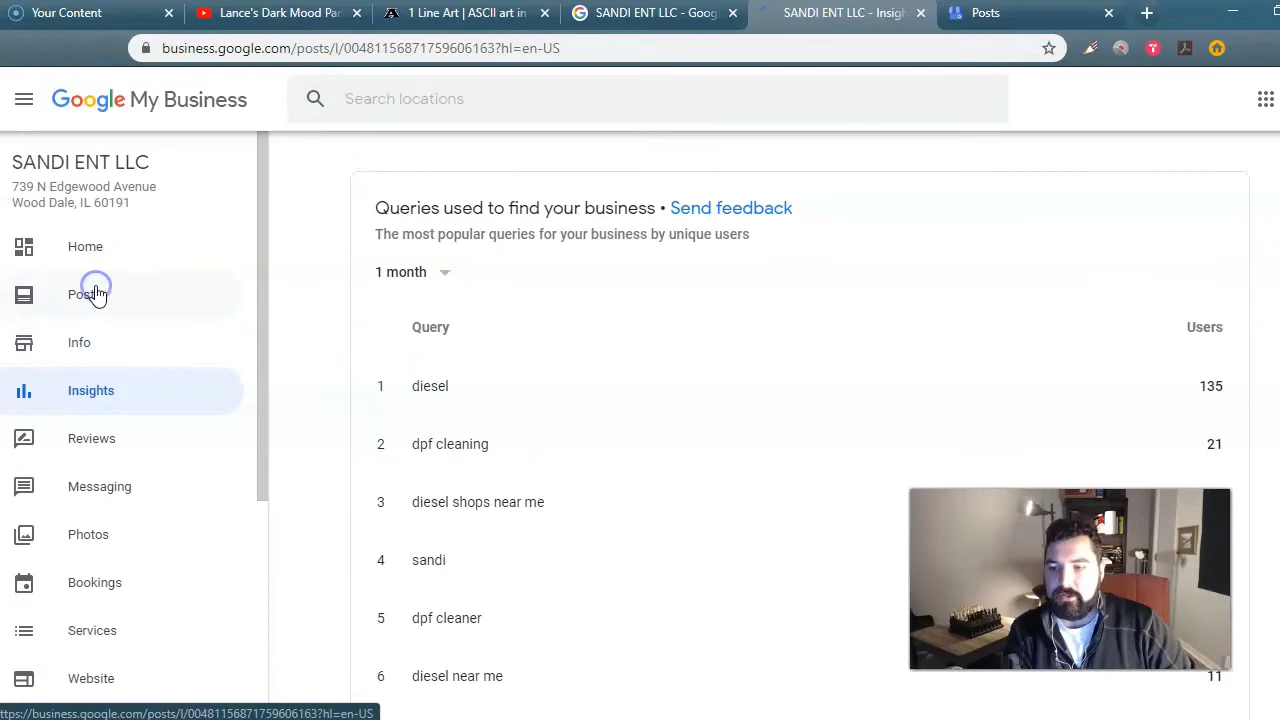 Your Content
Lance's Dark Mood Par
1 Line Art | ASCII art in
SANDI ENT LLC - Goog
SANDI ENT LLC - Insigh
Posts
business.google.com/posts/l/00481156871759606163?hl=en-US
Google My Business
Search locations
SANDI ENT LLC
739 N Edgewood Avenue
Wood Dale, IL 60191
Home
Posts
Info
Insights
Reviews
Messaging
Photos
Bookings
Services
Website
Queries used to find your business • Send feedback
The most popular queries for your business by unique users
1 month
Query Users
1 diesel 135
2 dpf cleaning 21
3 diesel shops near me
4 sandi
5 dpf cleaner
6 diesel near me 11
https://business.google.com/posts/l/00481156871759606163?hl=en-US